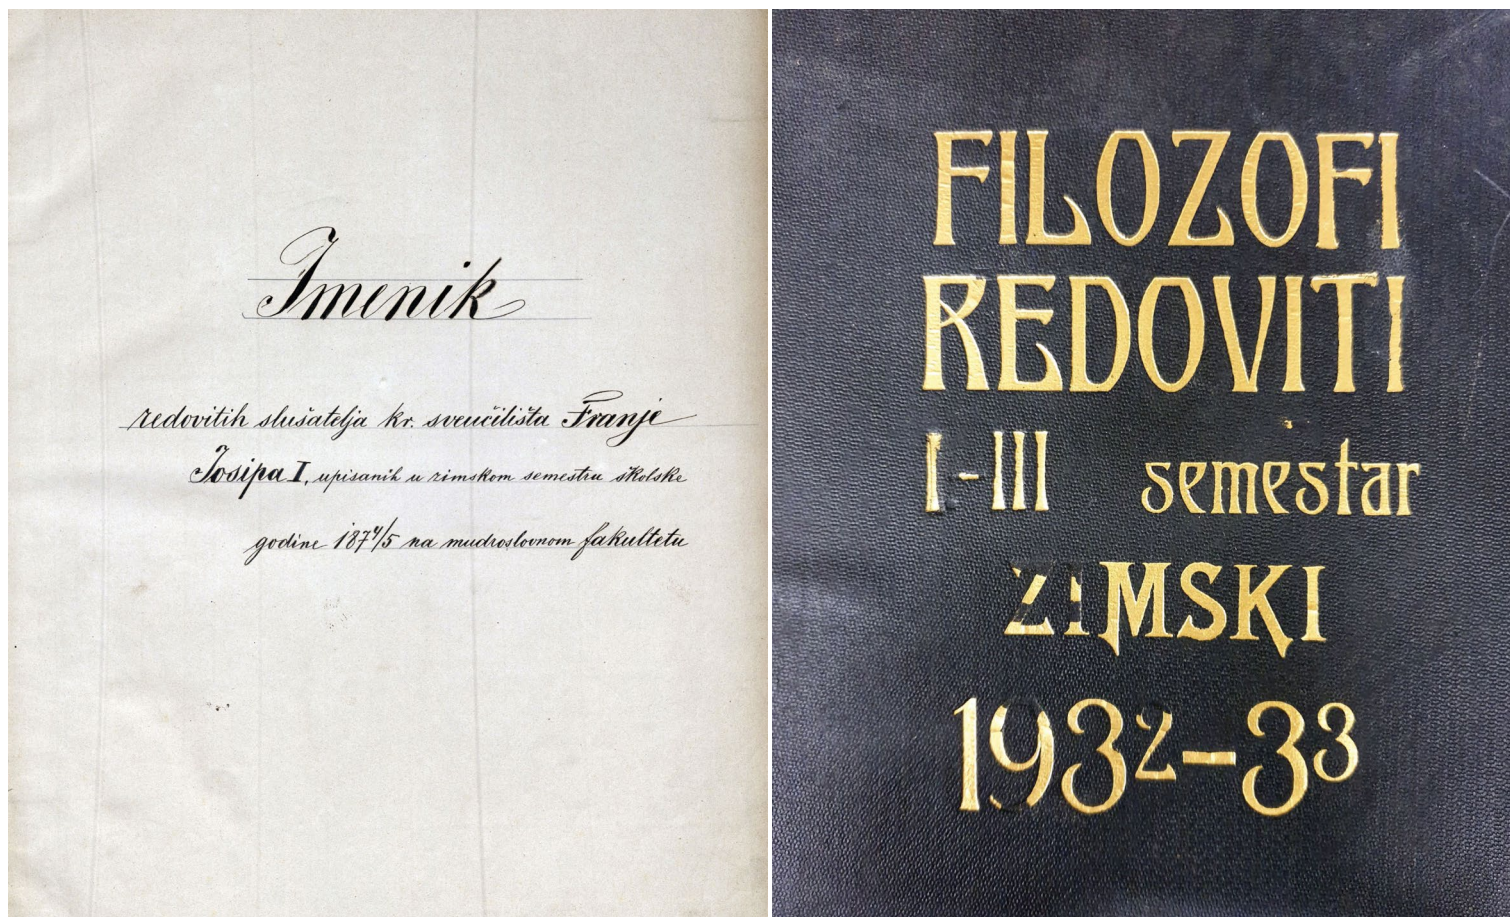 Imenik
redovitih slušatelja kr. sveučilišta Franje
Josipa I, upisanih u zimskom semestru školske
godine 1874/5 na mudroslovnom fakultetu
FILOZOFI
REDOVITI
I-III semestar
ZIMSKI
1932-33